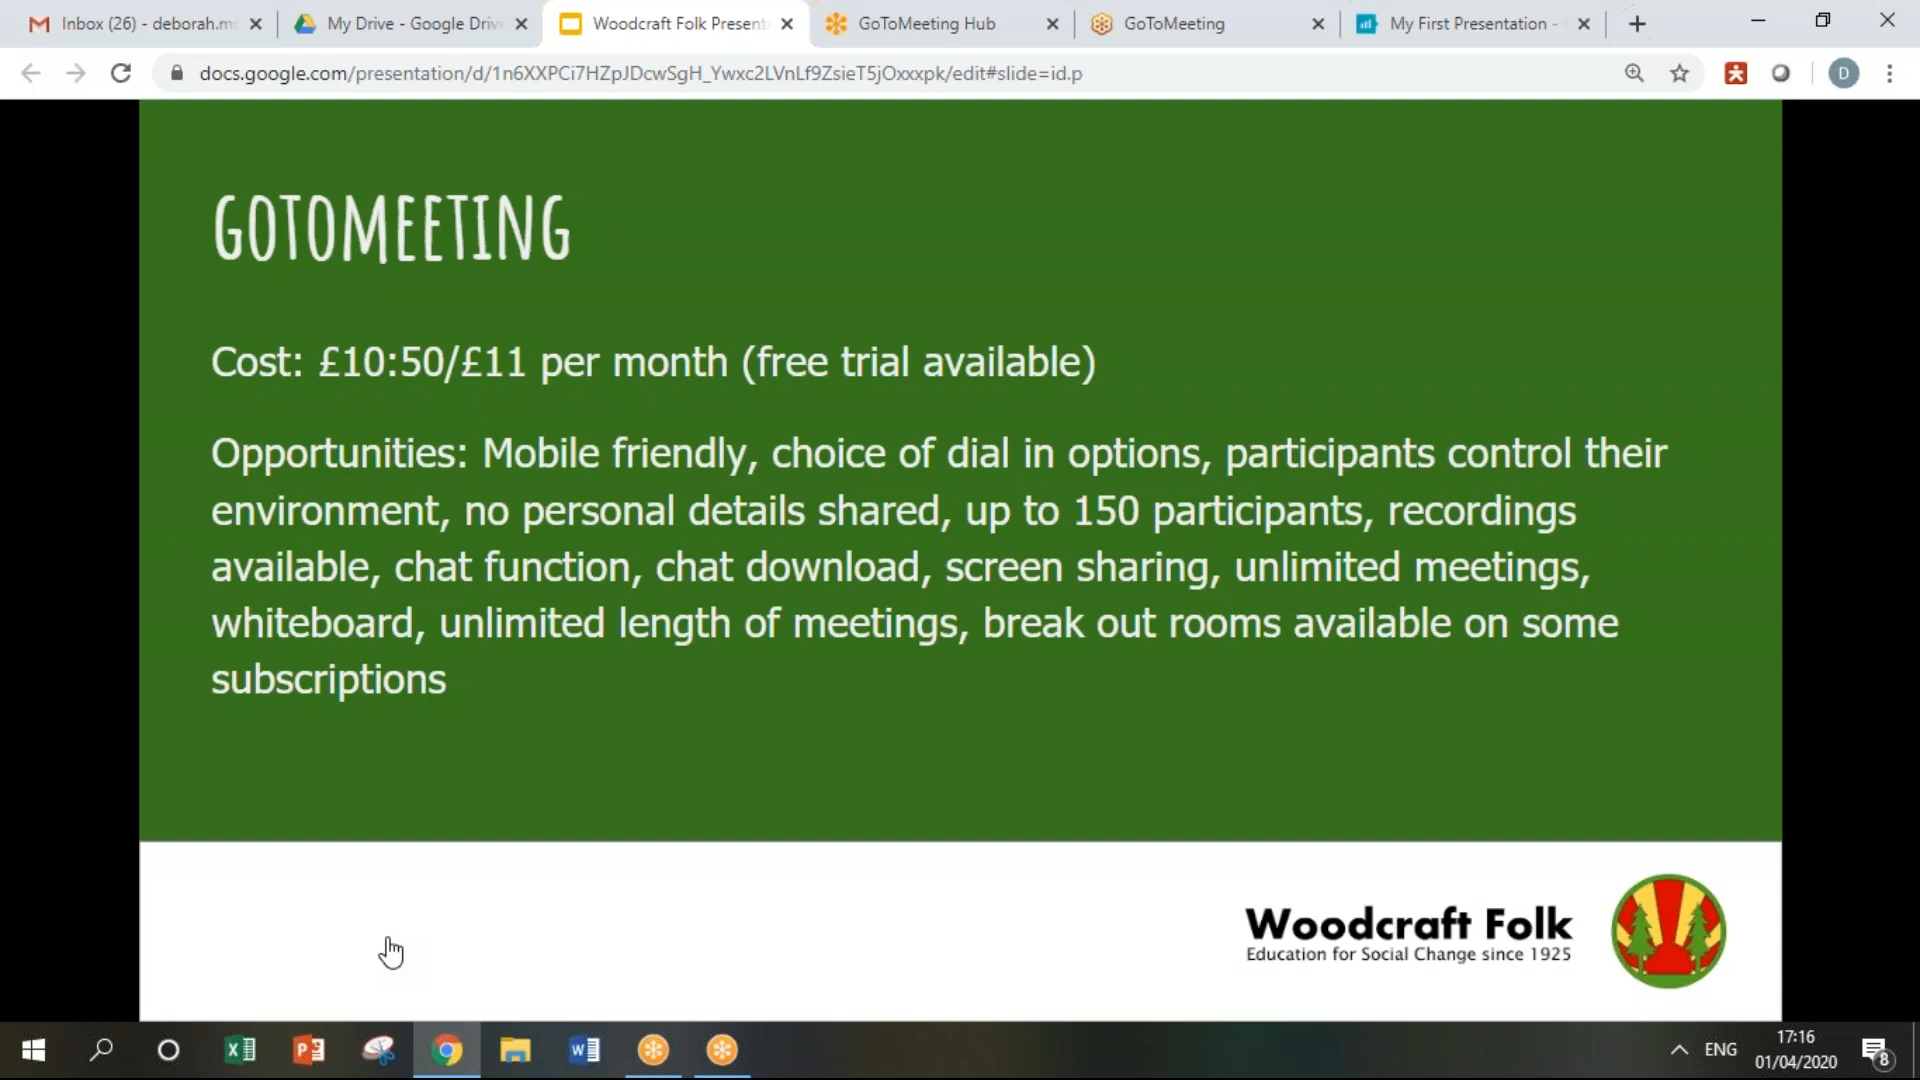 Inbox (26) - deborah.m
My Drive - Google Driv
Woodcraft Folk Present
GoToMeeting Hub
GoToMeeting
My First Presentation -
docs.google.com/presentation/d/1n6XXPCi7HZpJDcwSgH_Ywxc2LVnLf9ZsieT5jOxxxpk/edit#slide=id.p
D
GOTOMEETING
Cost: £10:50/£11 per month (free trial available)
Opportunities: Mobile friendly, choice of dial in options, participants control their
environment, no personal details shared, up to 150 participants, recordings
available, chat function, chat download, screen sharing, unlimited meetings,
whiteboard, unlimited length of meetings, break out rooms available on some
subscriptions
Woodcraft Folk
Education for Social Change since 1925
ENG
17:16
01/04/2020
8